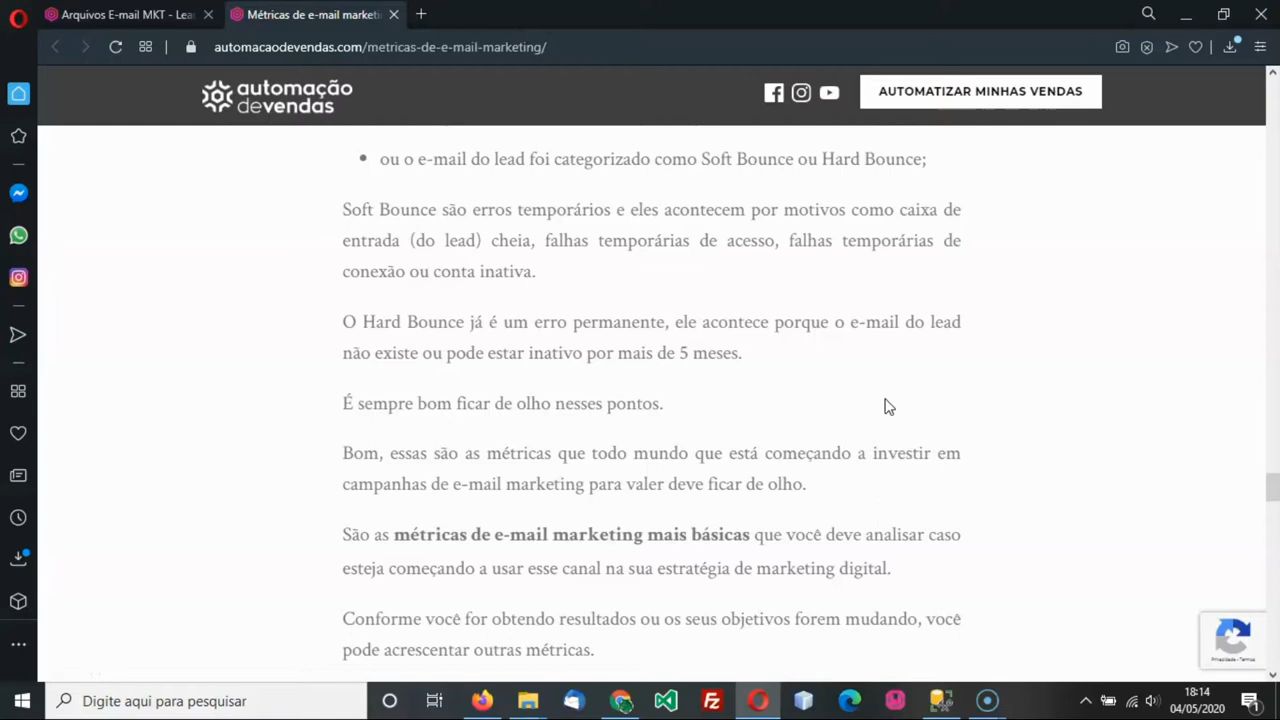 Arquivos E-mail MKT - Lea
Métricas de e-mail marketi
automacaodevendas.com/metricas-de-e-mail-marketing/
automação
devendas
AUTOMATIZAR MINHAS VENDAS
• ou o e-mail do lead foi categorizado como Soft Bounce ou Hard Bounce;
Soft Bounce são erros temporários e eles acontecem por motivos como caixa de
entrada (do lead) cheia, falhas temporárias de acesso, falhas temporárias de
conexão ou conta inativa.
O Hard Bounce já é um erro permanente, ele acontece porque o e-mail do lead
não existe ou pode estar inativo por mais de 5 meses.
É sempre bom ficar de olho nesses pontos.
Bom, essas são as métricas que todo mundo que está começando a investir em
campanhas de e-mail marketing para valer deve ficar de olho.
São as métricas de e-mail marketing mais básicas que você deve analisar caso
esteja começando a usar esse canal na sua estratégia de marketing digital.
Conforme você for obtendo resultados ou os seus objetivos forem mudando, você
pode acrescentar outras métricas.
Privacidade - Termos
Digite aqui para pesquisar
18:14
04/05/2020
1